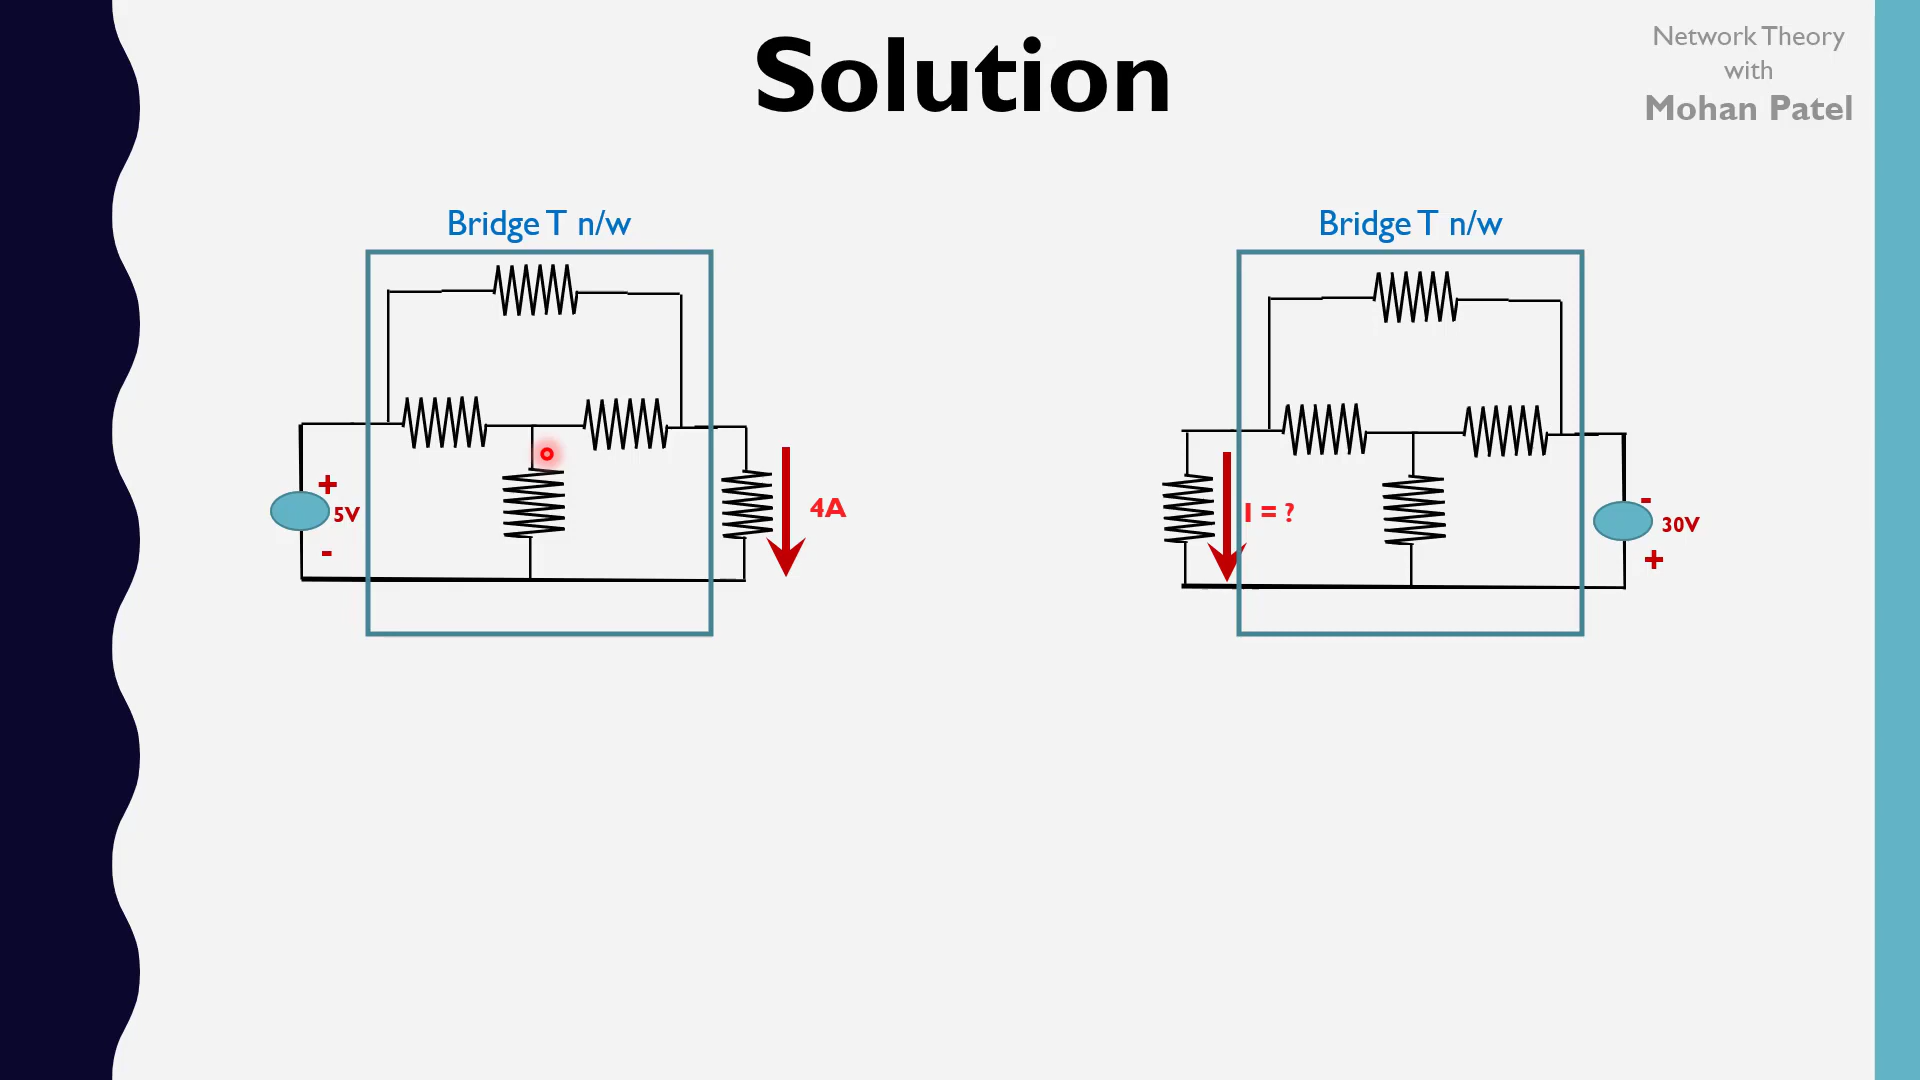 Solution
Network Theory
with
Mohan Patel
Bridge T n/w
+
5V
-
4A
Bridge T n/w
I = ?
-
30V
+